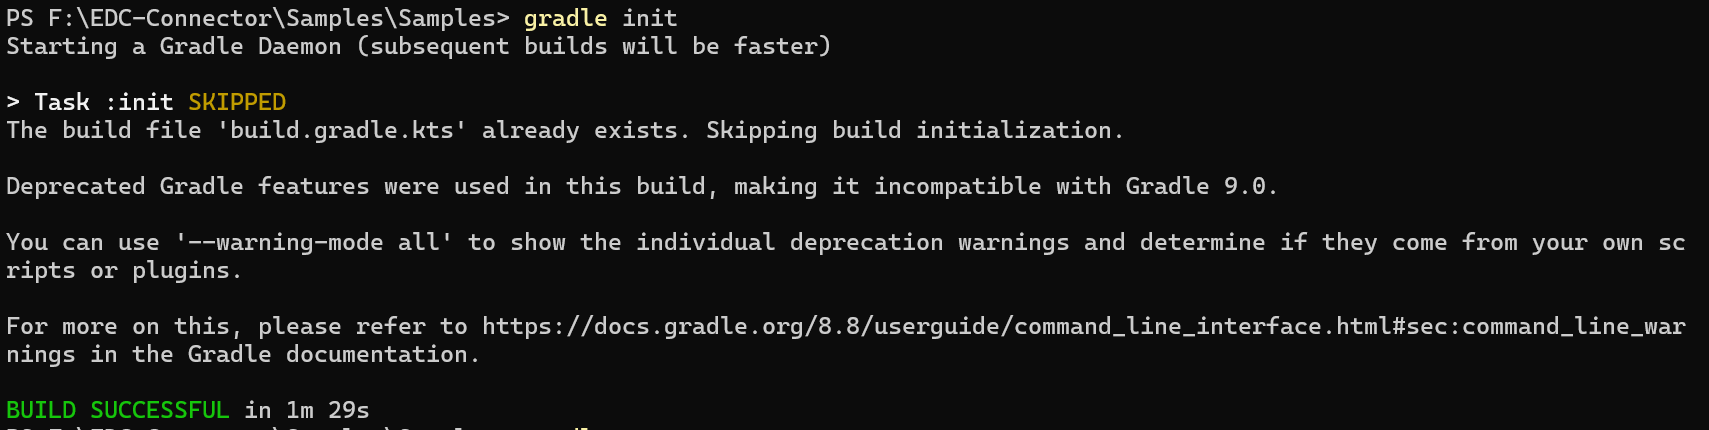 PS F:\EDC-Connector\Samples\Samples> gradle init
Starting a Gradle Daemon (subsequent builds will be faster)
> Task :init SKIPPED
The build file 'build.gradle.kts' already exists. Skipping build initialization.
Deprecated Gradle features were used in this build, making it incompatible with Gradle 9.0.
You can use '--warning-mode all' to show the individual deprecation warnings and determine if they come from your own sc
ripts or plugins.
For more on this, please refer to https://docs.gradle.org/8.8/userguide/command_line_interface.html#sec:command_line_war
nings in the Gradle documentation.
BUILD SUCCESSFUL in 1m 29s